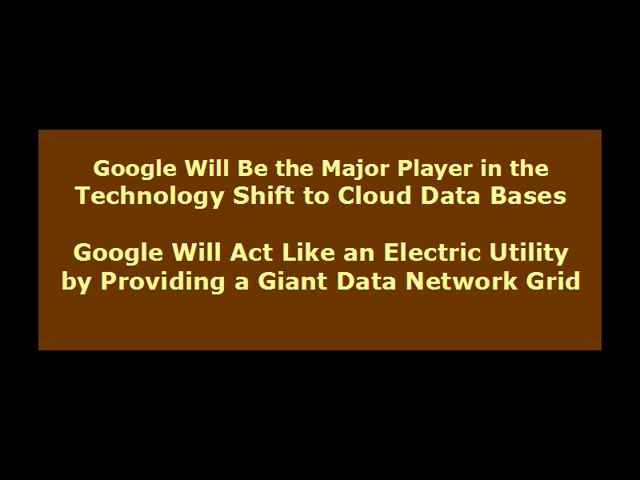 Google Will Be the Major Player in the
Technology Shift to Cloud Data Bases
Google Will Act Like an Electric Utility
by Providing a Giant Data Network Grid